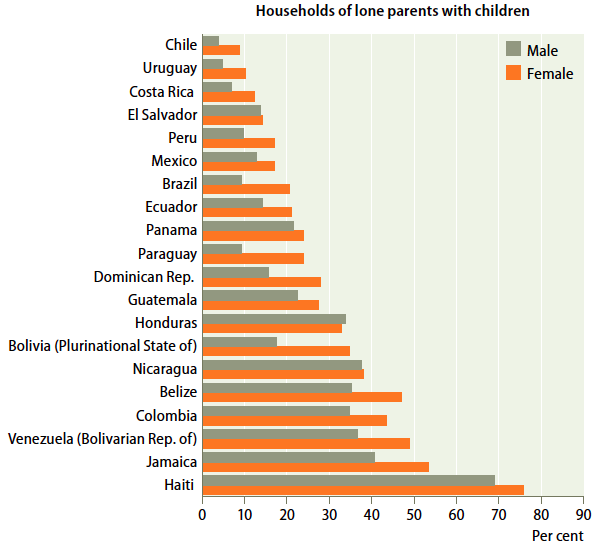 Households of lone parents with children
Male
Female
Chile
Uruguay
Costa Rica
El Salvador
Peru
Mexico
Brazil
Ecuador
Panama
Paraguay
Dominican Rep.
Guatemala
Honduras
Bolivia (Plurinational State of)
Nicaragua
Belize
Colombia
Venezuela (Bolivarian Rep. of)
Jamaica
Haiti
0 10 20 30 40 50 60 70 80 90
Per cent